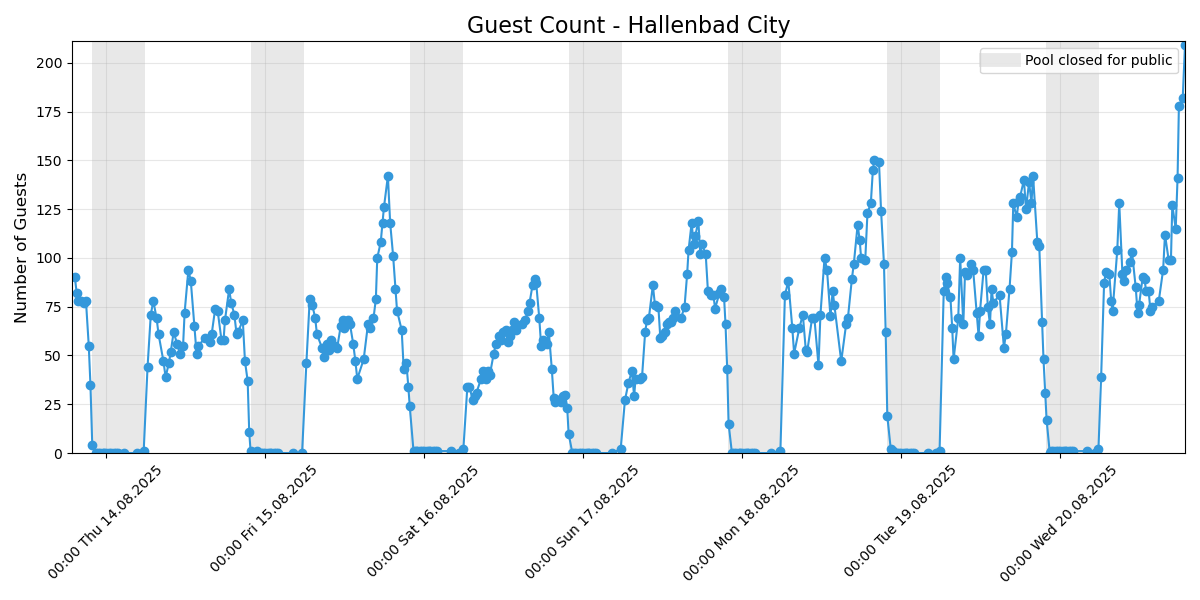 Guest Count - Hallenbad City
Pool closed for public
Number of Guests
200
175
150
125
100
75
50
25
0
00:00 Thu 14.08.2025
00:00 Fri 15.08.2025
00:00 Sat 16.08.2025
00:00 Sun 17.08.2025
00:00 Mon 18.08.2025
00:00 Tue 19.08.2025
00:00 Wed 20.08.2025